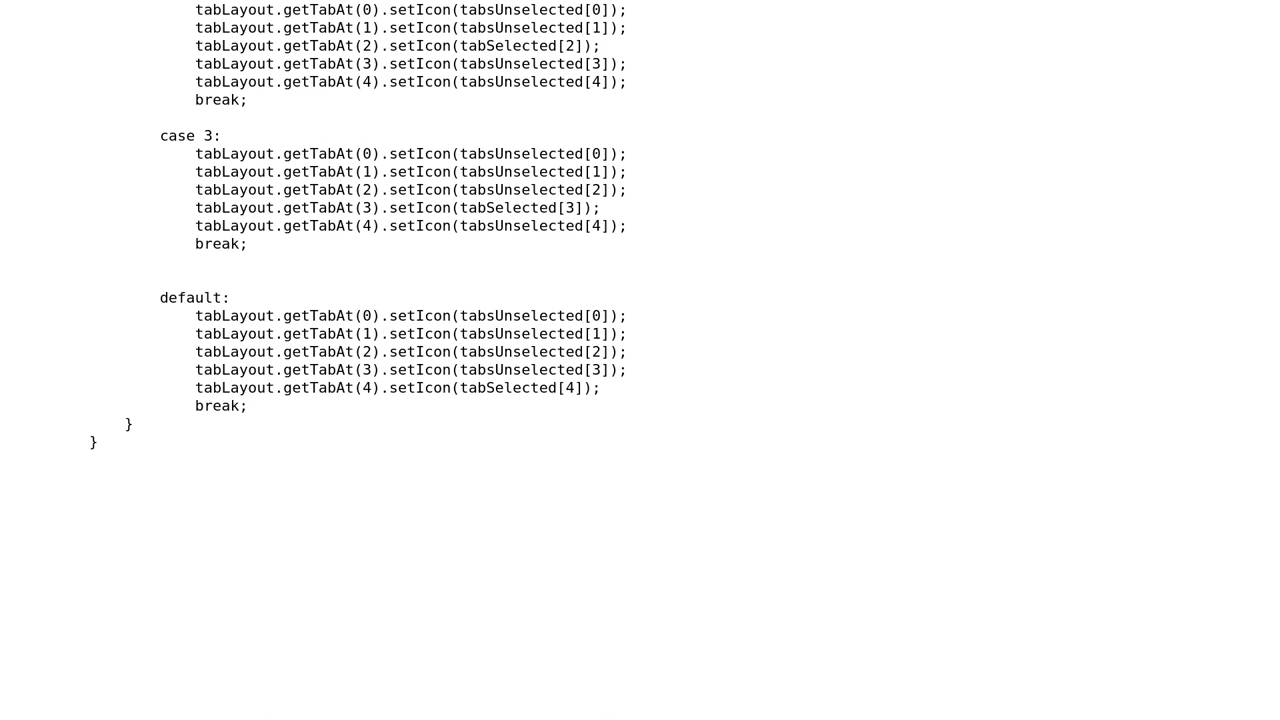 tabLayout.getTabAt(0).setIcon(tabsUnselected[0]);
tabLayout.getTabAt(1).setIcon(tabsUnselected[1]);
tabLayout.getTabAt(2).setIcon(tabSelected[2]);
tabLayout.getTabAt(3).setIcon(tabsUnselected[3]);
tabLayout.getTabAt(4).setIcon(tabsUnselected[4]);
break;
case 3:
tabLayout.getTabAt(0).setIcon(tabsUnselected[0]);
tabLayout.getTabAt(1).setIcon(tabsUnselected[1]);
tabLayout.getTabAt(2).setIcon(tabsUnselected[2]);
tabLayout.getTabAt(3).setIcon(tabSelected[3]);
tabLayout.getTabAt(4).setIcon(tabsUnselected[4]);
break;
default:
tabLayout.getTabAt(0).setIcon(tabsUnselected[0]);
tabLayout.getTabAt(1).setIcon(tabsUnselected[1]);
tabLayout.getTabAt(2).setIcon(tabsUnselected[2]);
tabLayout.getTabAt(3).setIcon(tabsUnselected[3]);
tabLayout.getTabAt(4).setIcon(tabSelected[4]);
break;
}
}